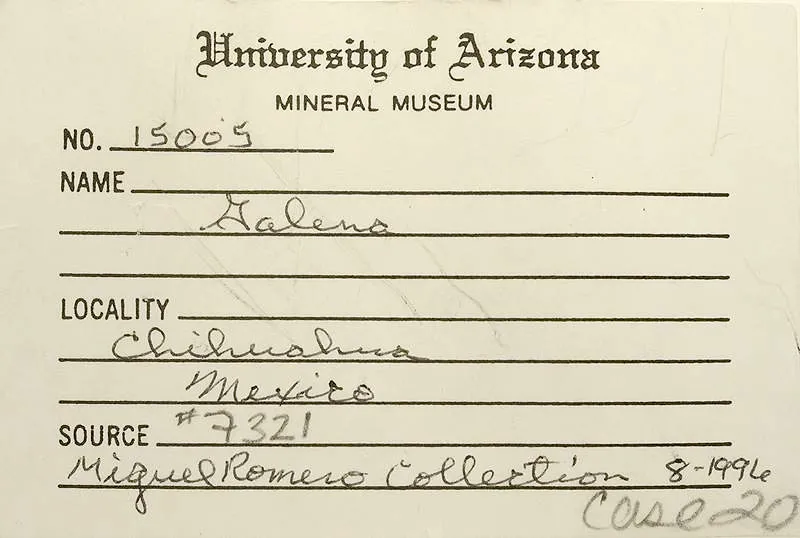 University of Arizona
MINERAL MUSEUM
NO. 15005
NAME
Galena
LOCALITY
Chihuahua
Mexico
SOURCE #7321
Miguel Romero Collection 8-1996
Case 20